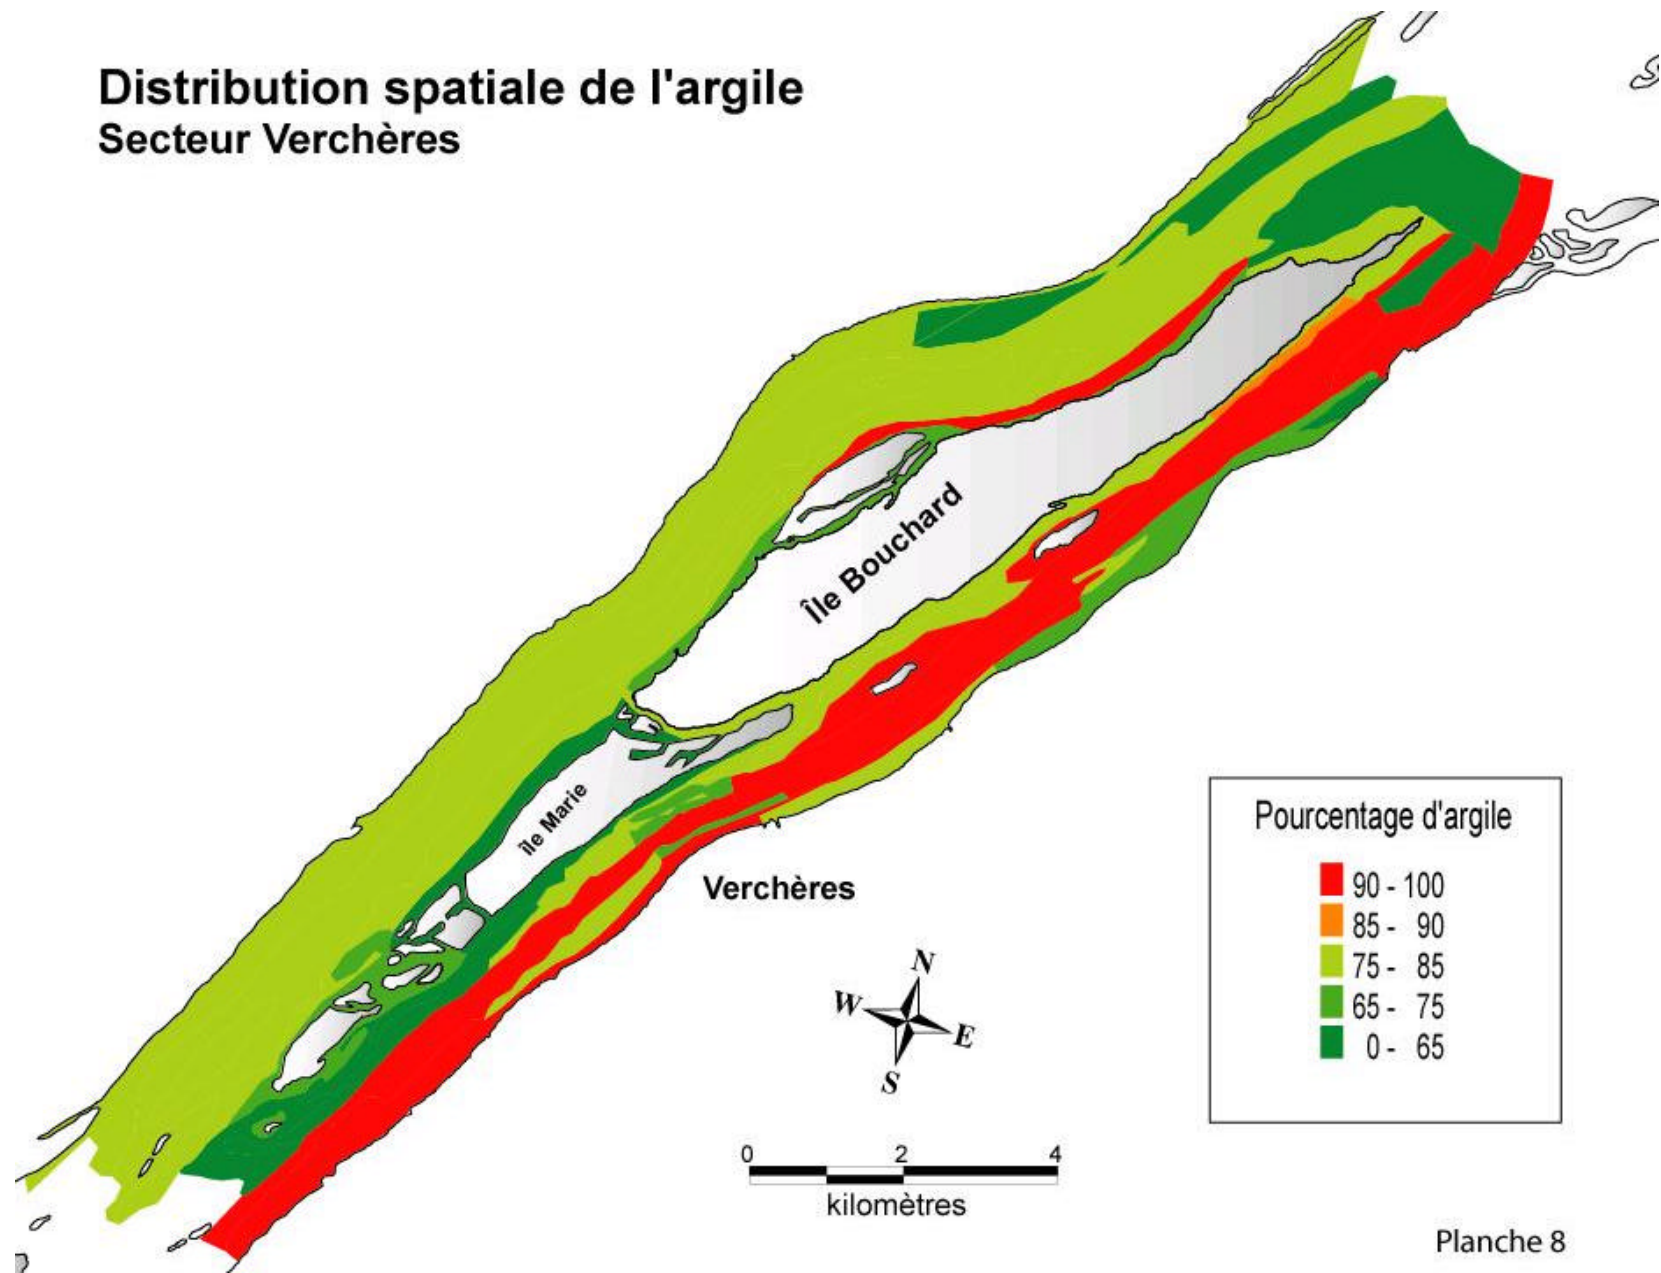 Distribution spatiale de l'argile
Secteur Verchères
Île Bouchard
île Marie
Verchères
Pourcentage d'argile
90 - 100
85 - 90
75 - 85
65 - 75
0 - 65
N
W
E
S
0 2 4
kilomètres
Planche 8